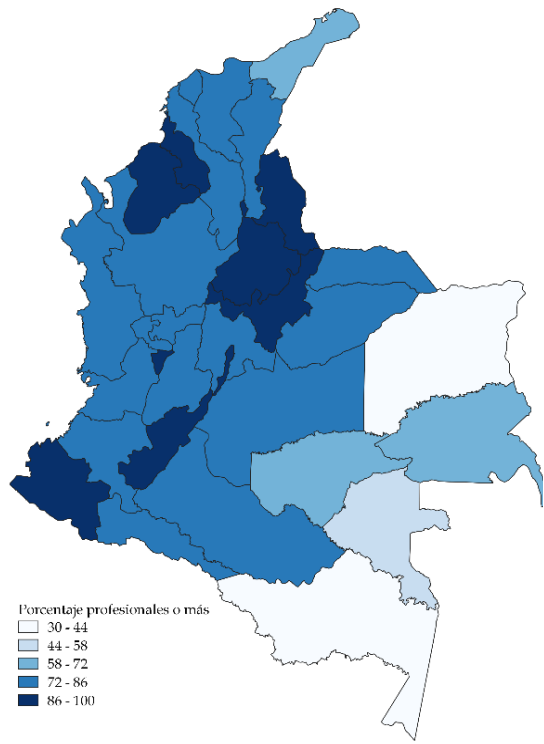 Porcentaje profesionales o más
30 - 44
44 - 58
58 - 72
72 - 86
86 - 100